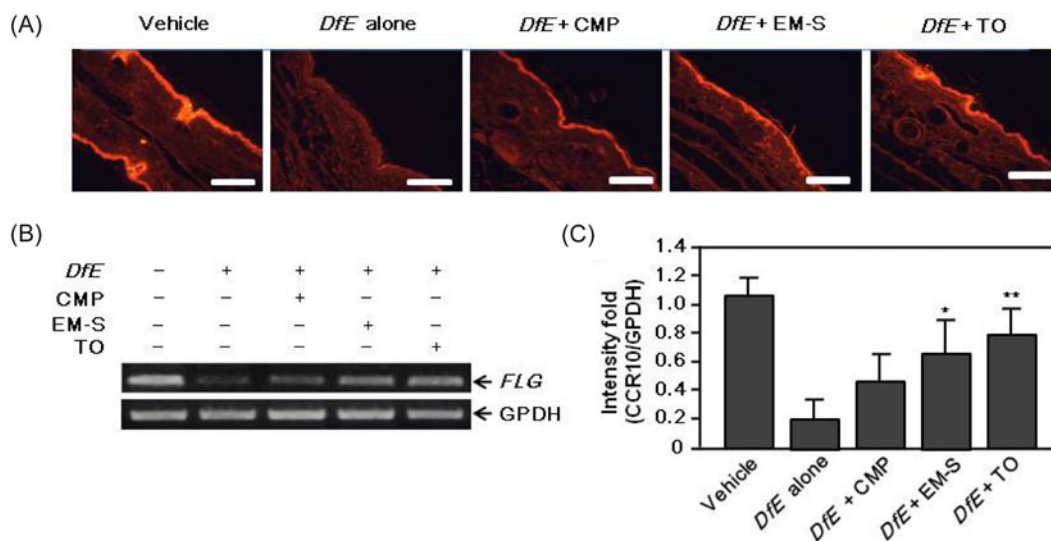 (A)
Vehicle DfE alone DfE + CMP DfE + EM-S DfE + TO
(B)
DfE – + + + +
CMP – – + – –
EM-S – – – + –
TO – – – – +
← FLG
← GPDH
(C)
Intensity fold
(CCR10/GPDH)
1.4
1.2
1.0
0.8
0.6
0.4
0.2
0
*
**
Vehicle
DfE alone
DfE + CMP
DfE + EM-S
DfE + TO